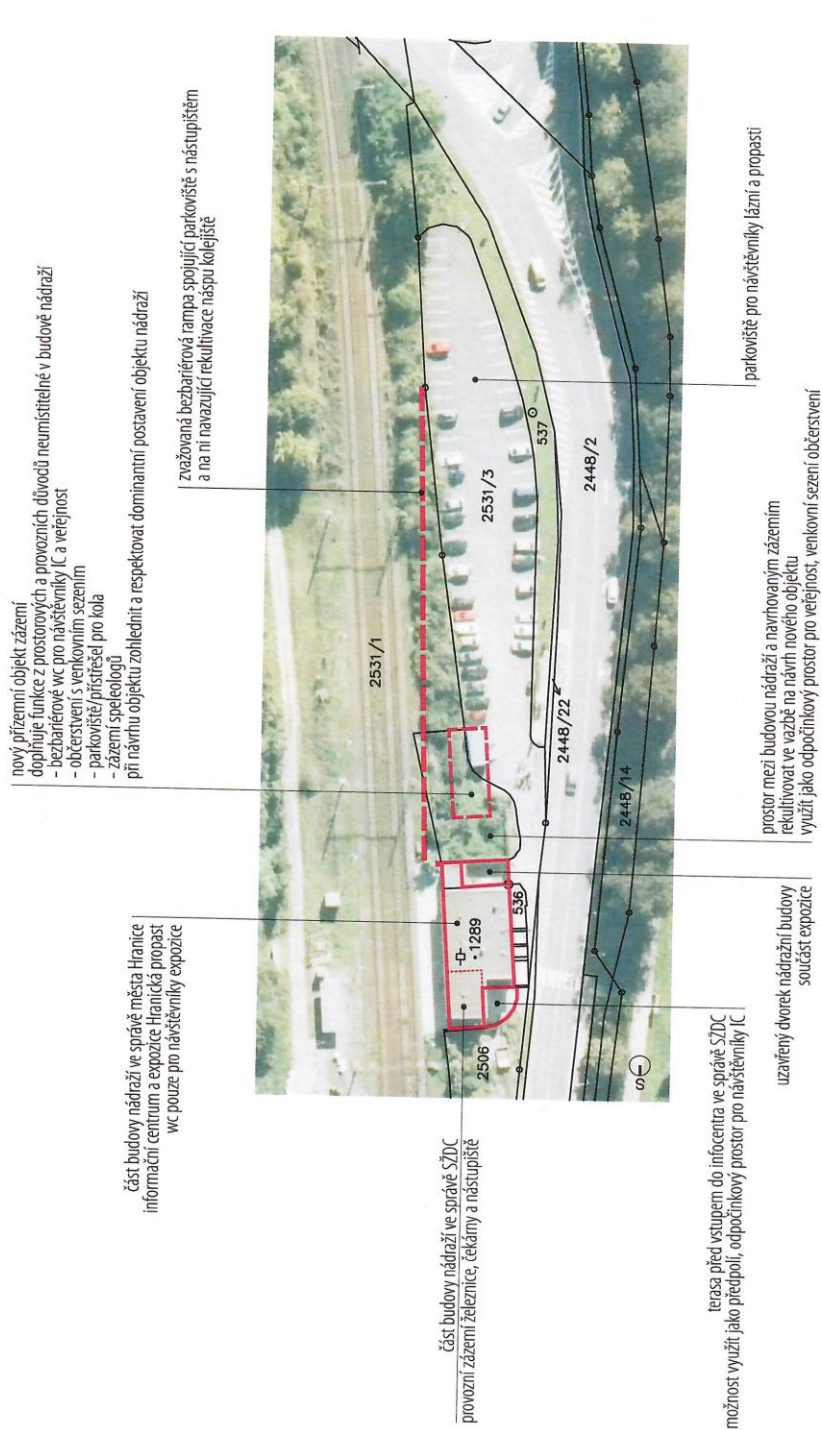 nový přízemní objekt zázemí
doplňuje funkce z prostorových a provozních důvodů neumístitelné v budově nádraží
- bezbariérové wc pro návštěvníky IC a veřejnost
- občerstvení s venkovním sezením
- parkoviště/přístřešek pro kola
- zázemí speleologů
při návrhu objektu zohlednit a respektovat dominantní postavení objektu nádraží
zvažovaná bezbariérová rampa spojující parkoviště s nástupištěm
a na ni navazující rekultivace náspu kolejiště
část budovy nádraží ve správě města Hranice
informační centrum a expozice Hranická propast
wc pouze pro návštěvníky expozice
část budovy nádraží ve správě SŽDC
provozní zázemí železnice, čekárny a nástupiště
2531/1
2531/3
537
2448/2
2448/22
2448/14
536
1289
2506
S
parkoviště pro návštěvníky lázní a propasti
prostor mezi budovou nádraží a navrhovaným zázemím
rekultivovat ve vazbě na návrh nového objektu
využít jako odpočinkový prostor pro veřejnost, venkovní sezení občerstvení
uzavřený dvorek nádražní budovy
součást expozice
terasa před vstupem do infocentra ve správě SŽDC
možnost využít jako předpolí, odpočinkový prostor pro návštěvníky IC